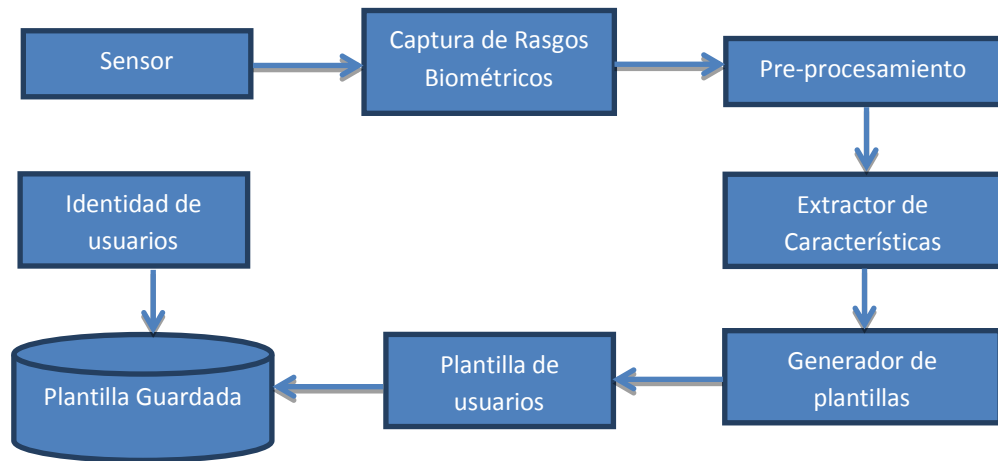 Sensor
Captura de Rasgos
Biométricos
Pre-procesamiento
Identidad de
usuarios
Extractor de
Características
Plantilla Guardada
Plantilla de
usuarios
Generador de
plantillas